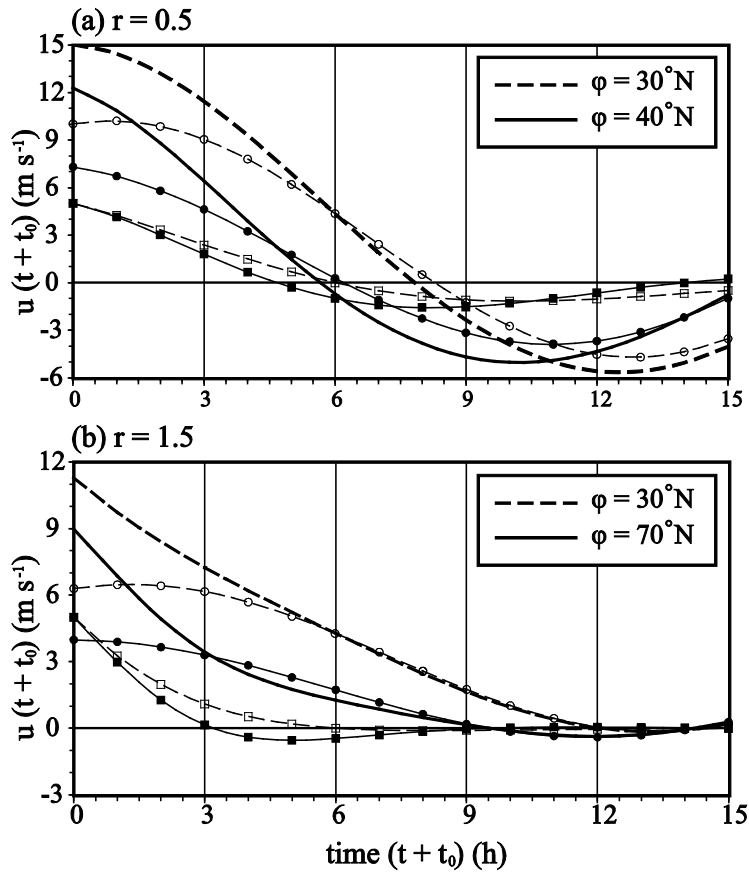 (a) r = 0.5
15
12
9
6
3
0
-3
-6
u (t + t₀) (m s⁻¹)
φ = 30°N
φ = 40°N
0 3 6 9 12 15
(b) r = 1.5
12
9
6
3
0
-3
u (t + t₀) (m s⁻¹)
φ = 30°N
φ = 70°N
0 3 6 9 12 15
time (t + t₀) (h)